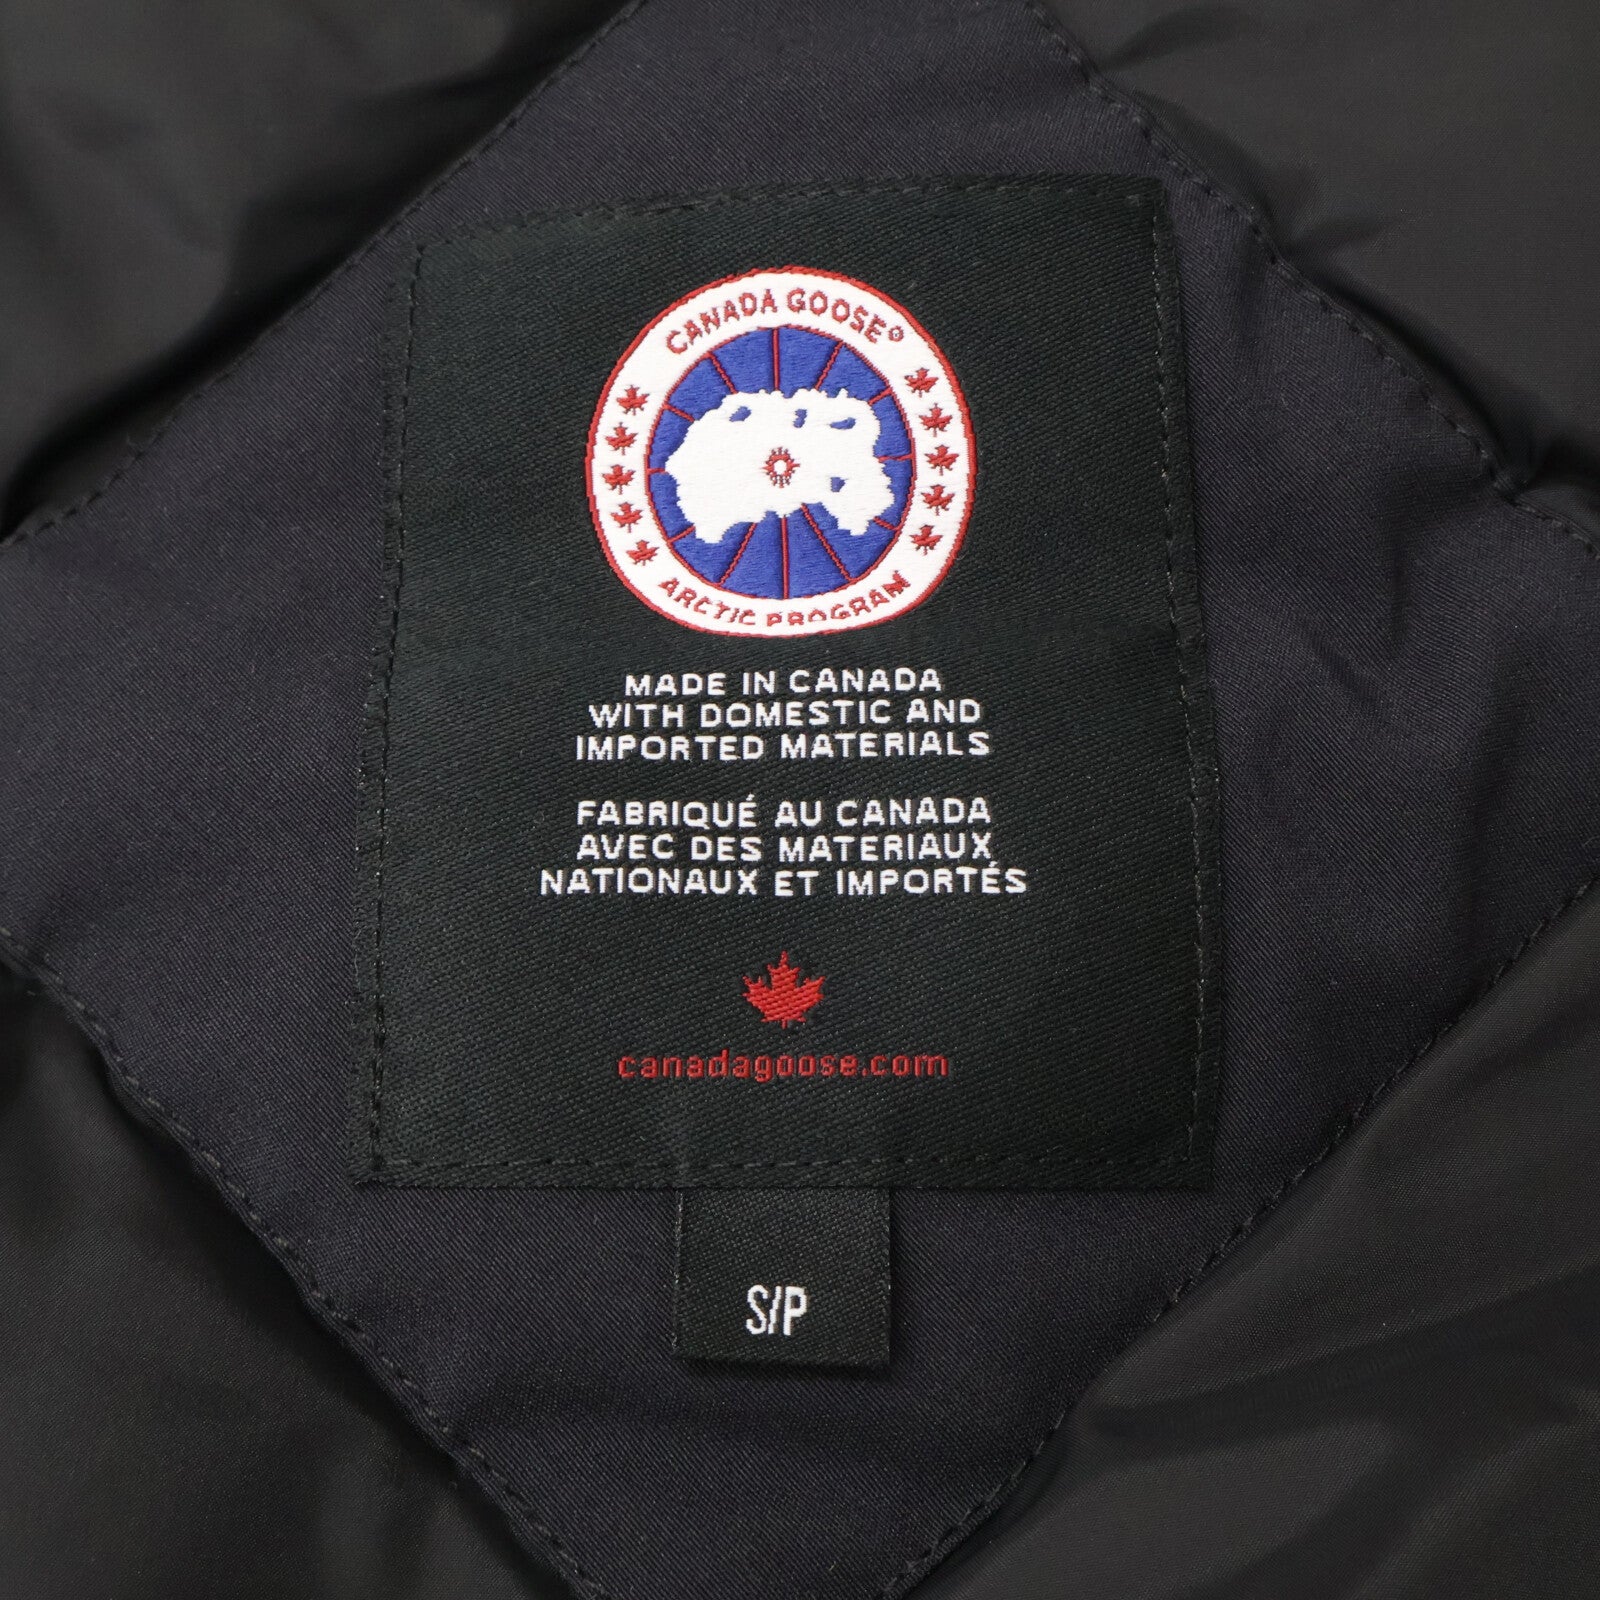 CANADA GOOSE®
ARCTIC PROGRAM
MADE IN CANADA
WITH DOMESTIC AND
IMPORTED MATERIALS
FABRIQUÉ AU CANADA
AVEC DES MATERIAUX
NATIONAUX ET IMPORTÉS
canadagoose.com
S/P